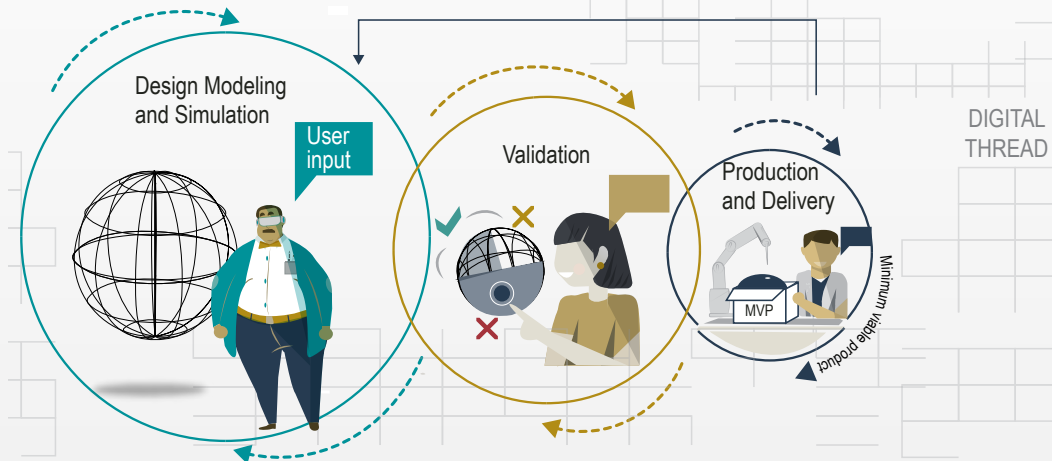 Design Modeling
and Simulation
User
input
Validation
Production
and Delivery
MVP
Minimum viable product
DIGITAL
THREAD